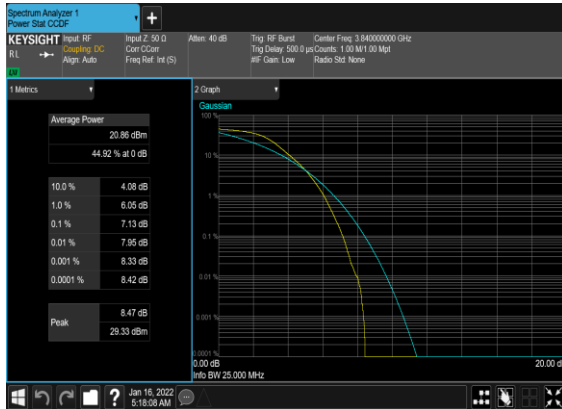 Spectrum Analyzer 1
Power Stat CCDF
+
KEYSIGHT
RL
LXI
Input: RF
Coupling: DC
Align: Auto
Input Z: 50 Ω
Corr CCorr
Freq Ref: Int (S)
Atten: 40 dB
Trig: RF Burst
Trig Delay: 500.0 µs
#IF Gain: Low
Center Freq: 3.840000000 GHz
Counts: 1.00 M/1.00 Mpt
Radio Std: None
1 Metrics
Average Power
20.86 dBm
44.92 % at 0 dB
10.0 % 4.08 dB
1.0 % 6.05 dB
0.1 % 7.13 dB
0.01 % 7.95 dB
0.001 % 8.33 dB
0.0001 % 8.42 dB
Peak
8.47 dB
29.33 dBm
2 Graph
Gaussian
100 %
10 %
1 %
0.1 %
0.01 %
0.001 %
0.0001 %
0.00 dB
20.00 dB
Info BW 25.000 MHz
?
Jan 16, 2022
5:18:08 AM